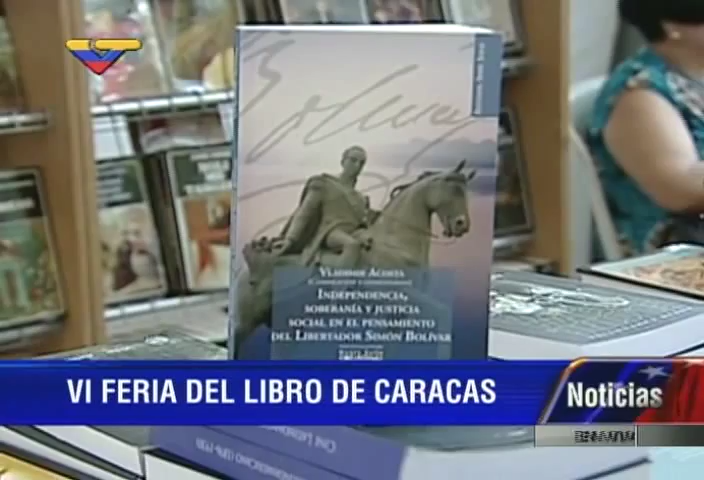 Bolívar
VLADIMIR ACOSTA
INDEPENDENCIA,
SOBERANÍA Y JUSTICIA
SOCIAL EN EL PENSAMIENTO
DEL LIBERTADOR SIMÓN BOLÍVAR
VI FERIA DEL LIBRO DE CARACAS
Noticias